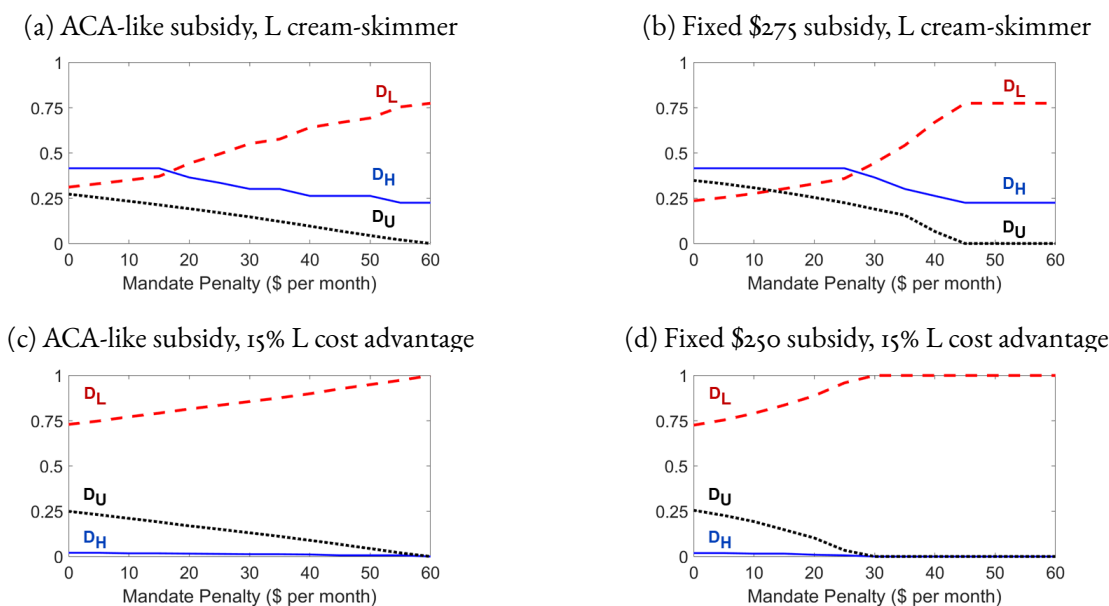 (a) ACA-like subsidy, L cream-skimmer
1
0.75
0.5
0.25
0
D_L
D_H
D_U
0 10 20 30 40 50 60
Mandate Penalty ($ per month)
(b) Fixed $275 subsidy, L cream-skimmer
1
0.75
0.5
0.25
0
D_L
D_H
D_U
0 10 20 30 40 50 60
Mandate Penalty ($ per month)
(c) ACA-like subsidy, 15% L cost advantage
1
0.75
0.5
0.25
0
D_L
D_U
D_H
0 10 20 30 40 50 60
Mandate Penalty ($ per month)
(d) Fixed $250 subsidy, 15% L cost advantage
1
0.75
0.5
0.25
0
D_L
D_U
D_H
0 10 20 30 40 50 60
Mandate Penalty ($ per month)